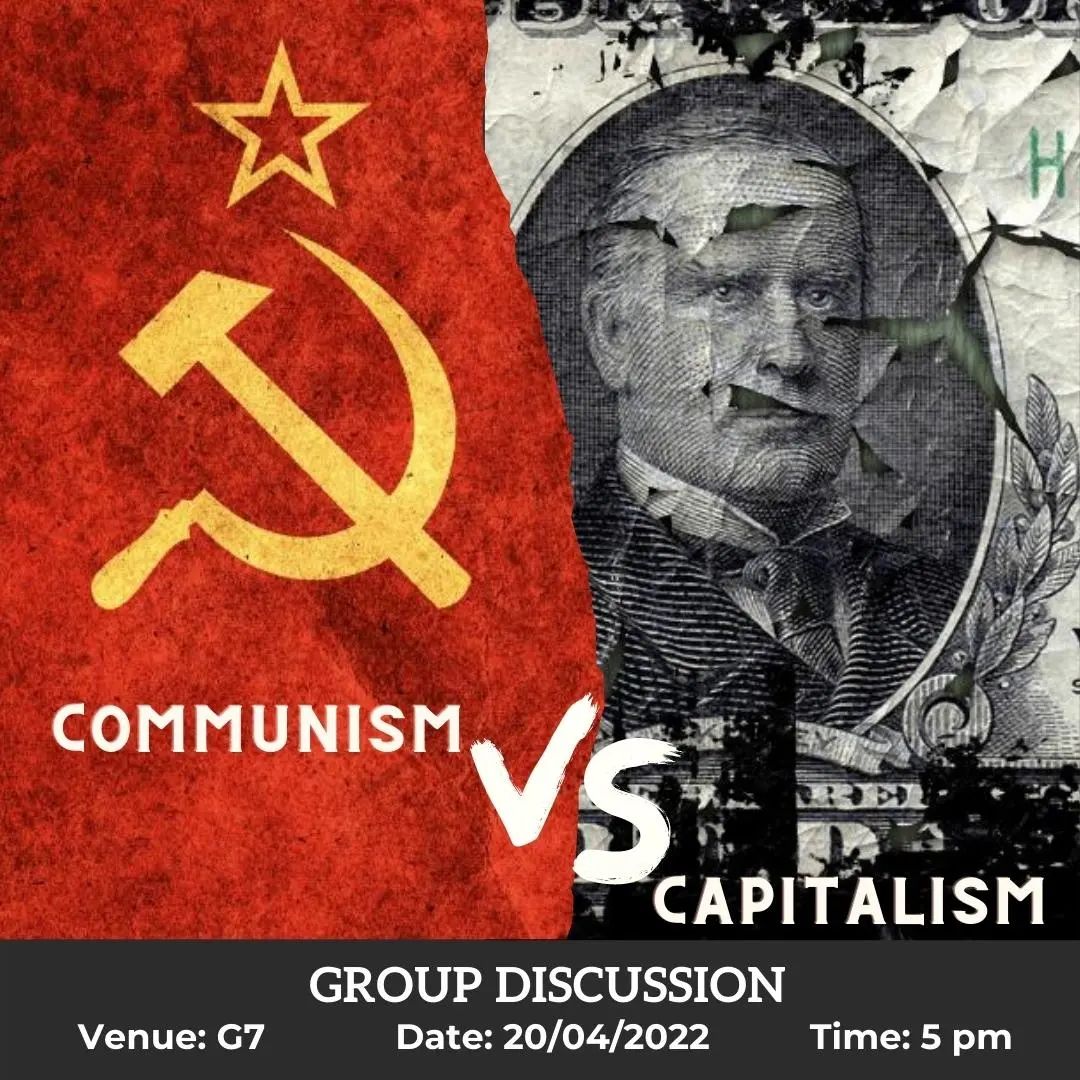 H
COMMUNISM
VS
CAPITALISM
GROUP DISCUSSION
Venue: G7 Date: 20/04/2022 Time: 5 pm